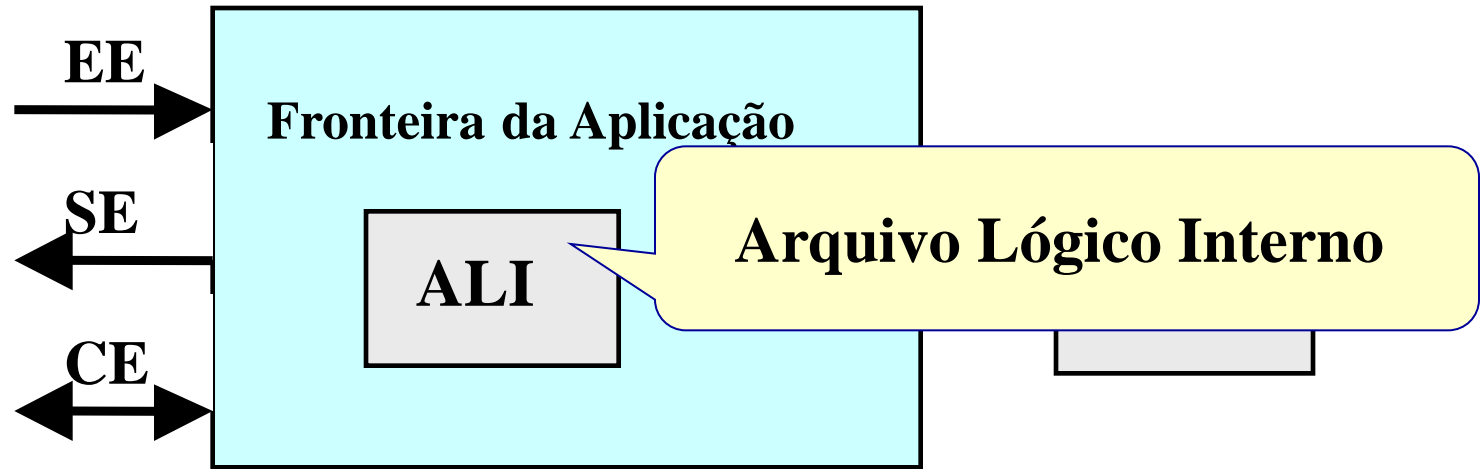 EE
Fronteira da Aplicação
SE
Arquivo Lógico Interno
ALI
CE